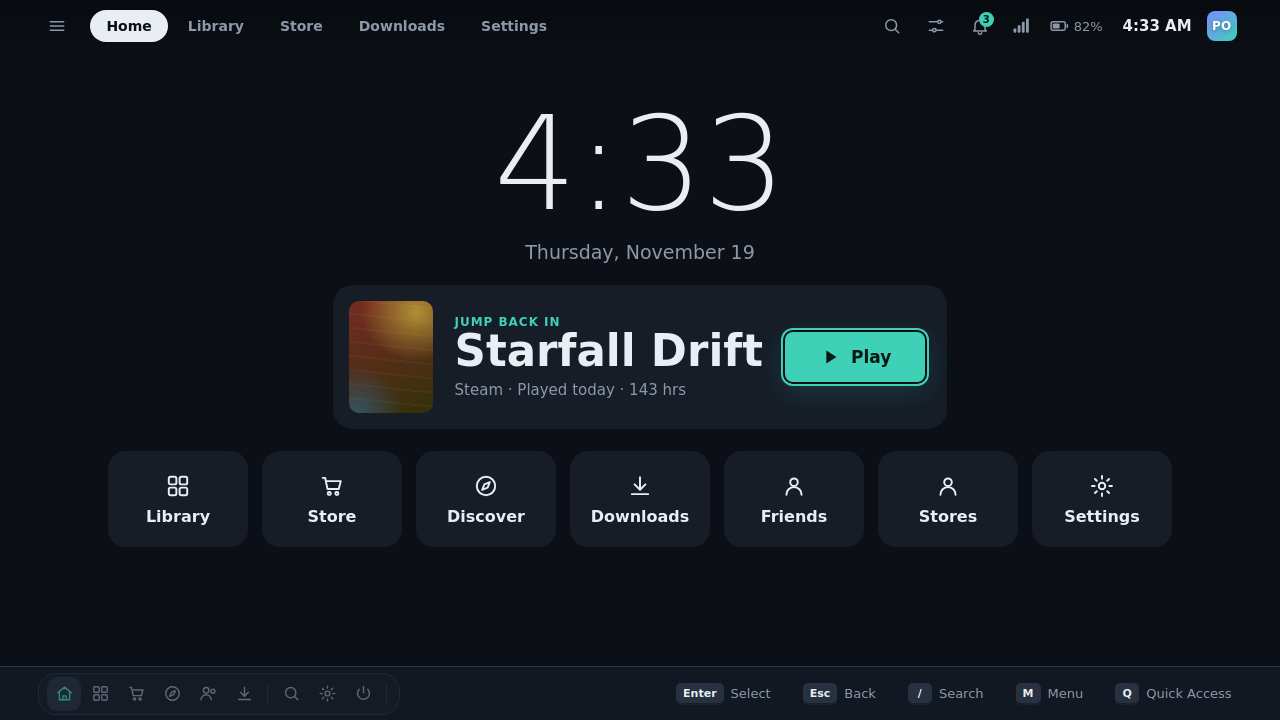 Home Library Store Downloads Settings 3 82% 4:33 AM PO
4:33
Thursday, November 19
JUMP BACK IN
Starfall Drift
Steam · Played today · 143 hrs
Play
Library Store Discover Downloads Friends Stores Settings
Enter Select Esc Back / Search M Menu Q Quick Access